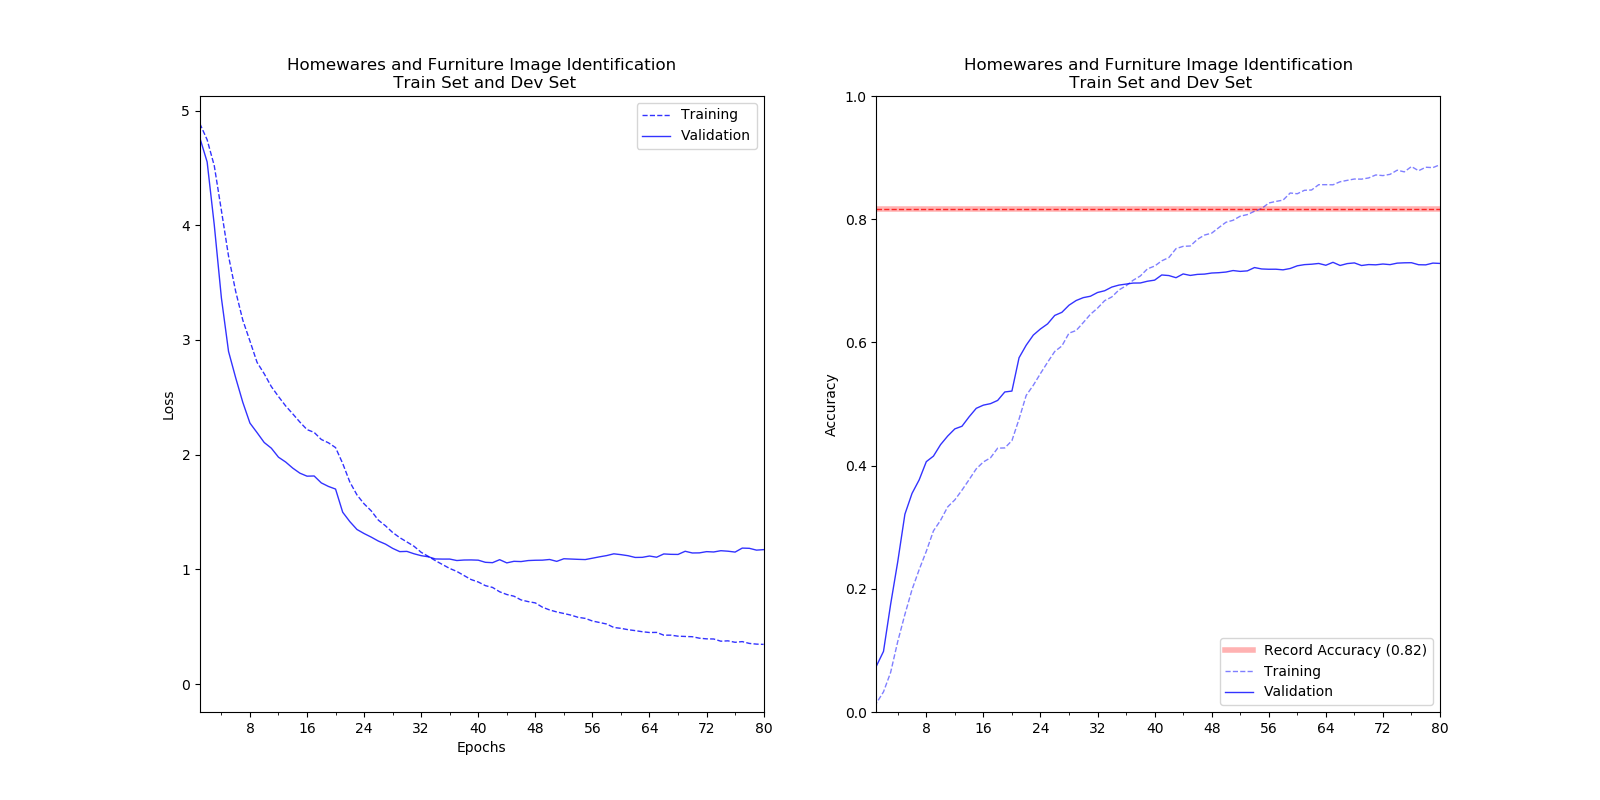 Homewares and Furniture Image Identification
Train Set and Dev Set
5
4
3
2
1
0
Loss
Training
Validation
8 16 24 32 40 48 56 64 72 80
Epochs
Homewares and Furniture Image Identification
Train Set and Dev Set
1.0
0.8
0.6
0.4
0.2
0.0
Accuracy
Record Accuracy (0.82)
Training
Validation
8 16 24 32 40 48 56 64 72 80